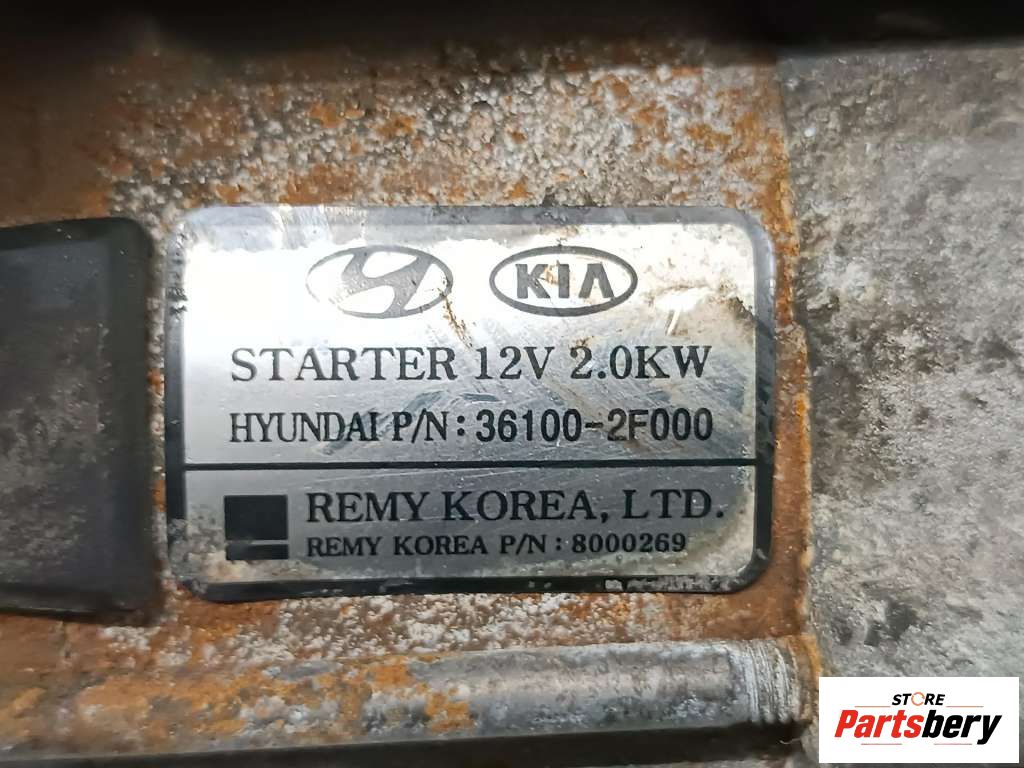 KIA
STARTER 12V 2.0KW
HYUNDAI P/N: 36100-2F000
REMY KOREA, LTD.
REMY KOREA P/N: 8000269
STORE
Partsbery